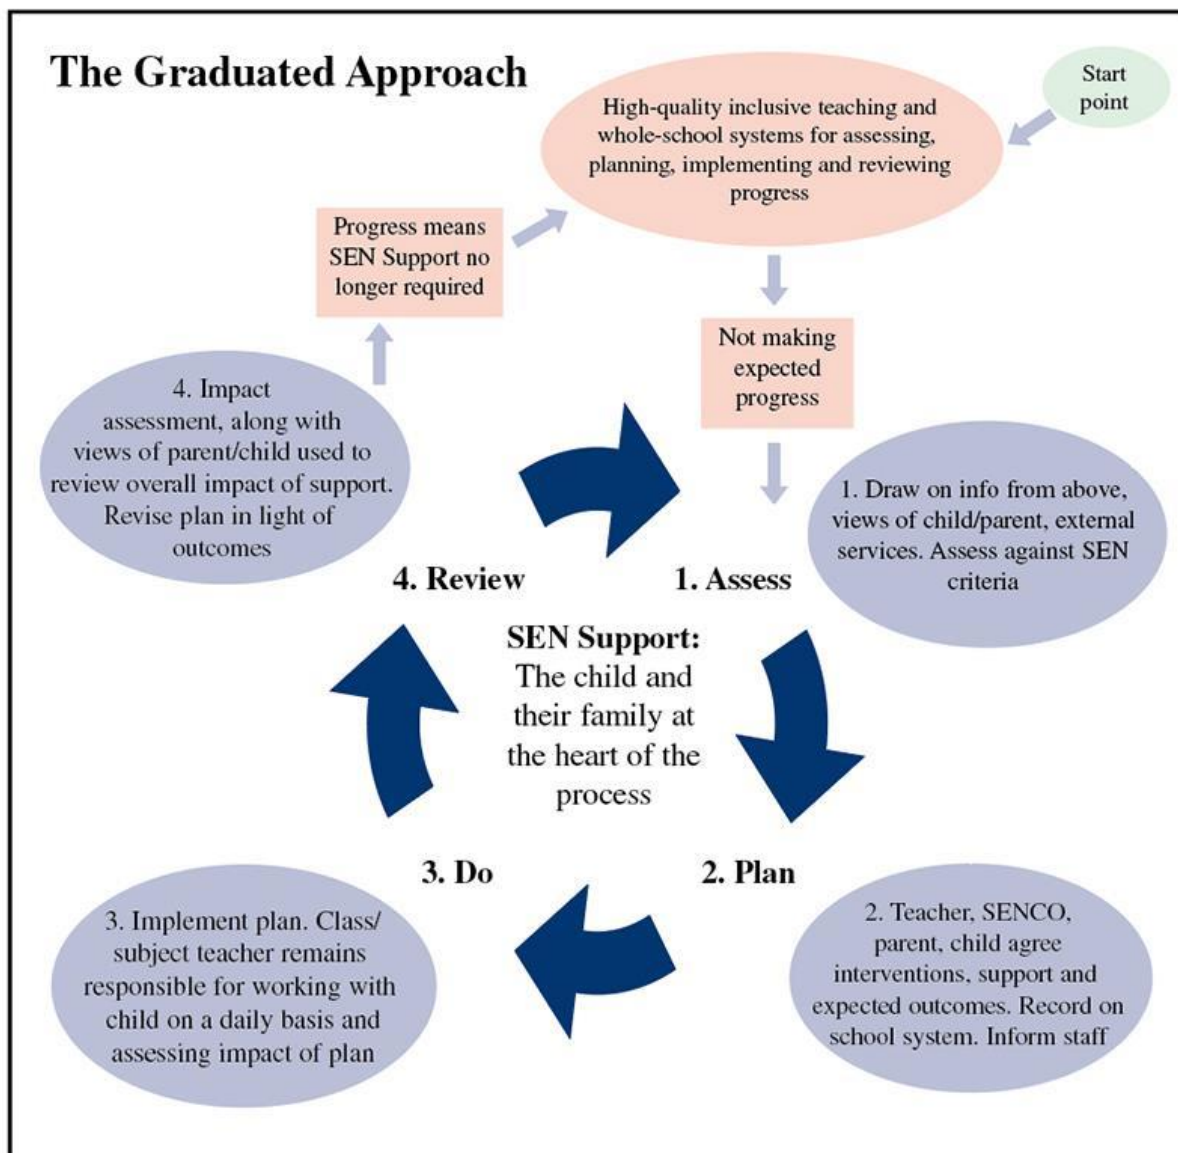 The Graduated Approach
Start
point
High-quality inclusive teaching and
whole-school systems for assessing,
planning, implementing and reviewing
progress
Progress means
SEN Support no
longer required
Not making
expected
progress
4. Impact
assessment, along with
views of parent/child used to
review overall impact of support.
Revise plan in light of
outcomes
1. Draw on info from above,
views of child/parent, external
services. Assess against SEN
criteria
4. Review
1. Assess
SEN Support:
The child and
their family at
the heart of the
process
3. Do
2. Plan
3. Implement plan. Class/
subject teacher remains
responsible for working with
child on a daily basis and
assessing impact of plan
2. Teacher, SENCO,
parent, child agree
interventions, support and
expected outcomes. Record on
school system. Inform staff